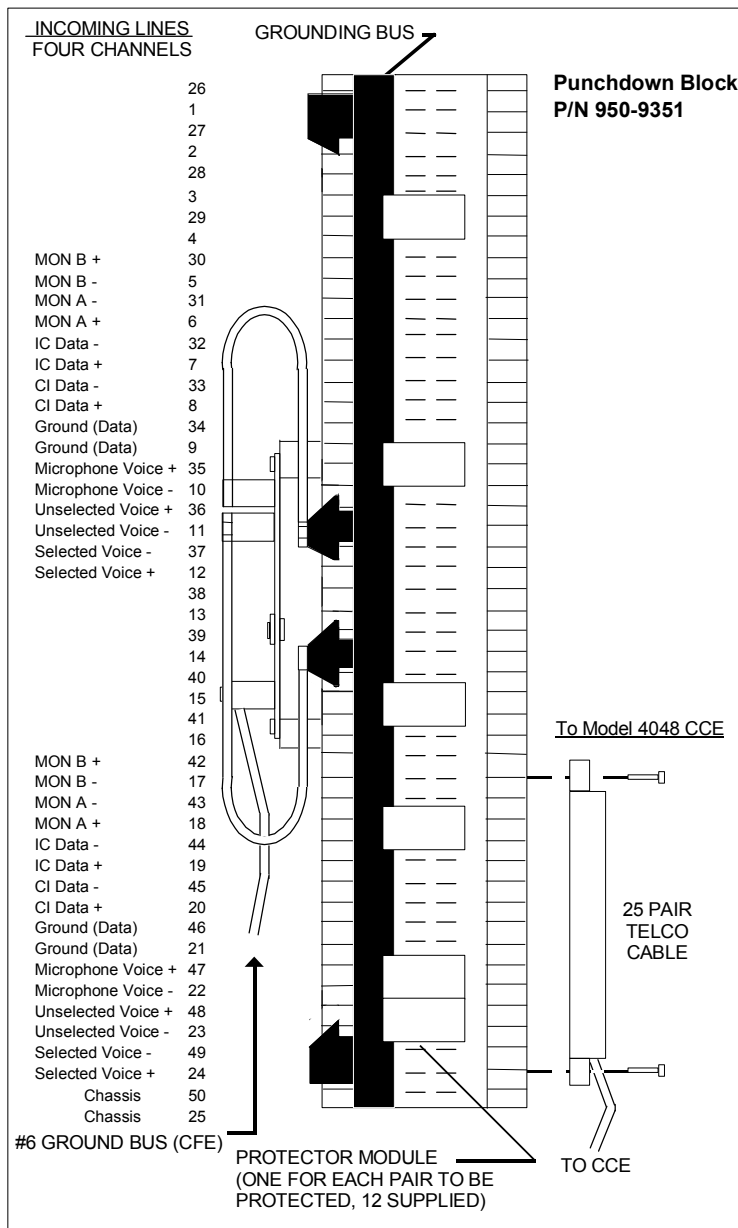 INCOMING LINES
FOUR CHANNELS
GROUNDING BUS
Punchdown Block
P/N 950-9351
26
1
27
2
28
3
29
4
MON B + 30
MON B - 5
MON A - 31
MON A + 6
IC Data - 32
IC Data + 7
CI Data - 33
CI Data + 8
Ground (Data) 34
Ground (Data) 9
Microphone Voice + 35
Microphone Voice - 10
Unselected Voice + 36
Unselected Voice - 11
Selected Voice - 37
Selected Voice + 12
38
13
39
14
40
15
41
16
MON B + 42
MON B - 17
MON A - 43
MON A + 18
IC Data - 44
IC Data + 19
CI Data - 45
CI Data + 20
Ground (Data) 46
Ground (Data) 21
Microphone Voice + 47
Microphone Voice - 22
Unselected Voice + 48
Unselected Voice - 23
Selected Voice - 49
Selected Voice + 24
Chassis 50
Chassis 25
#6 GROUND BUS (CFE)
To Model 4048 CCE
25 PAIR
TELCO
CABLE
PROTECTOR MODULE
(ONE FOR EACH PAIR TO BE
PROTECTED, 12 SUPPLIED)
TO CCE